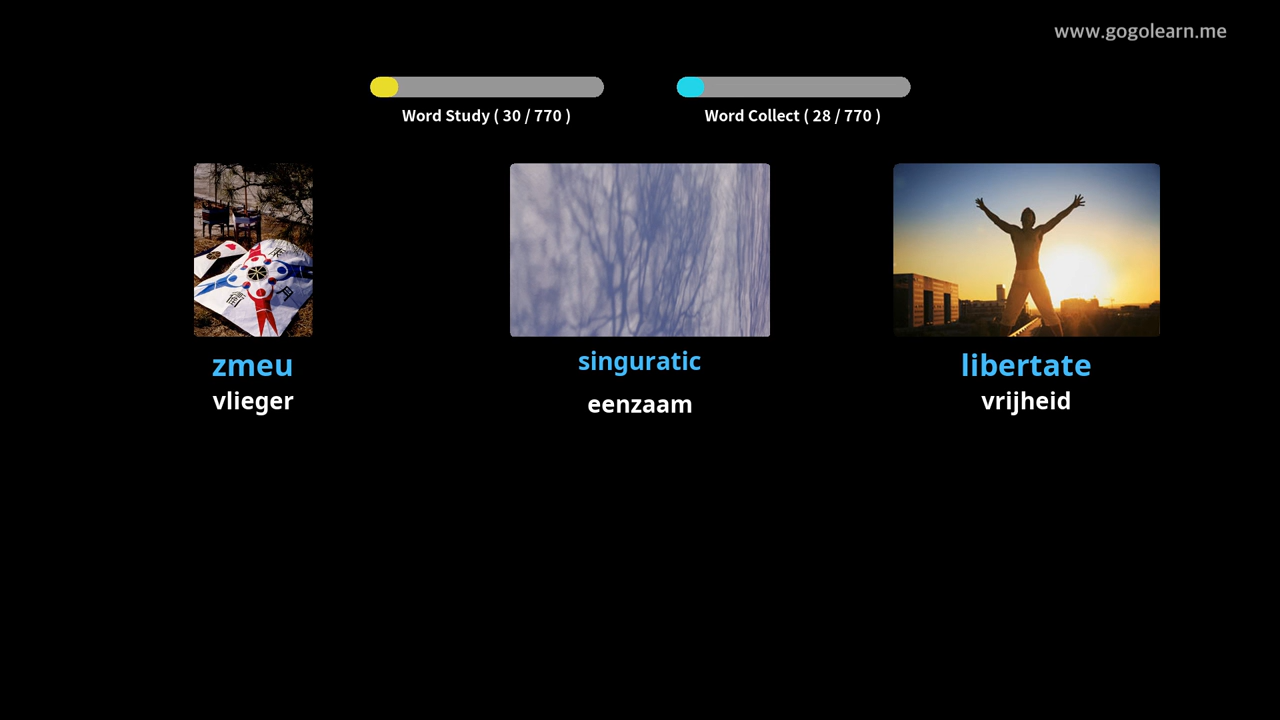 www.gogolearn.me
Word Study ( 30 / 770 )
Word Collect ( 28 / 770 )
zmeu
vlieger
singuratic
eenzaam
libertate
vrijheid